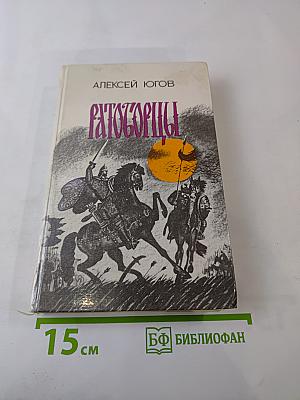 АЛЕКСЕЙ ЮГОВ
РАТОБОРЦЫ
15 см
БФ БИБЛИОФАН